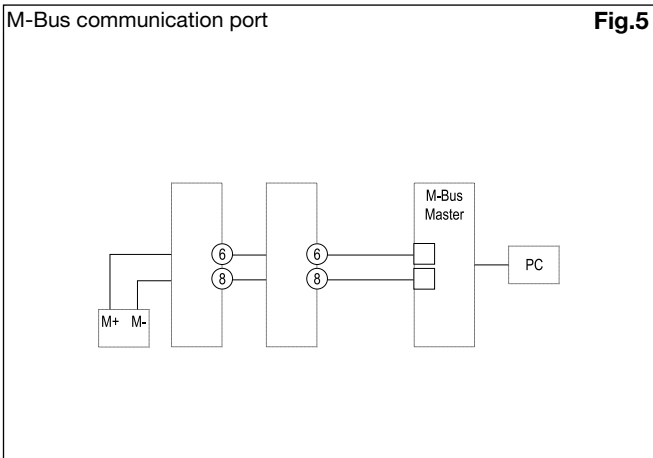 M-Bus communication port
Fig.5
M-Bus
Master
6
6
PC
8
8
M+ M-